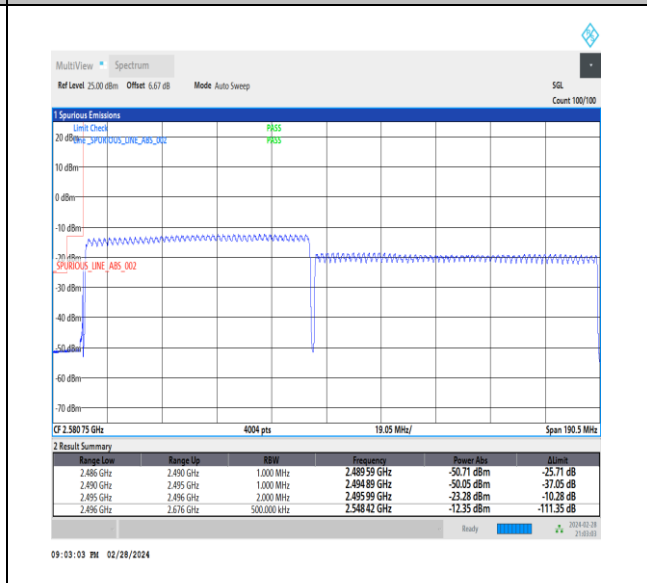 MultiView Spectrum
Ref Level 25.00 dBm Offset 6.67 dB Mode Auto Sweep SGL
Count 100/100
1 Spurious Emissions
Limit Check PASS
20 dBm Line _SPURIOUS_LINE_ABS_002 PASS
10 dBm
0 dBm
-10 dBm
-20 dBm
SPURIOUS_LINE_ABS_002
-30 dBm
-40 dBm
-50 dBm
-60 dBm
-70 dBm
CF 2.580 75 GHz 4004 pts 19.05 MHz/ Span 190.5 MHz
2 Result Summary
Range Low Range Up RBW Frequency Power Abs ΔLimit
2.486 GHz 2.490 GHz 1.000 MHz 2.489 59 GHz -50.71 dBm -25.71 dB
2.490 GHz 2.495 GHz 1.000 MHz 2.494 89 GHz -50.05 dBm -37.05 dB
2.495 GHz 2.496 GHz 2.000 MHz 2.495 99 GHz -23.28 dBm -10.28 dB
2.496 GHz 2.676 GHz 500.000 kHz 2.548 42 GHz -12.35 dBm -111.35 dB
Ready 2024-02-28
21:03:03
09:03:03 PM 02/28/2024